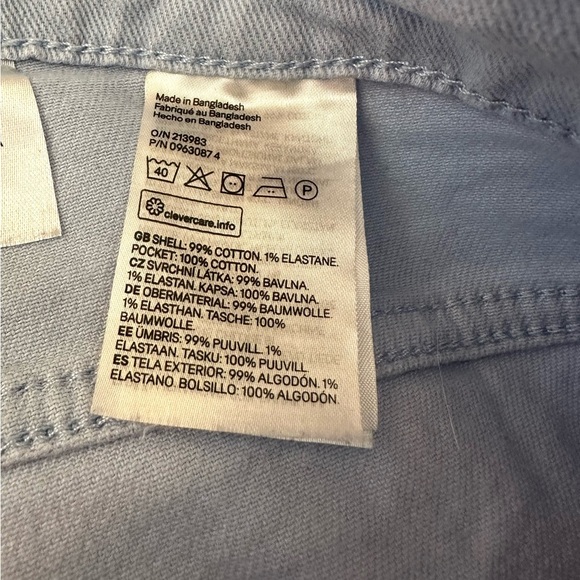 Made in Bangladesh
Fabriqué au Bangladesh
Hecho en Bangladesh
O/N 213983
P/N 0963087 4
40
P
clevercare.info
GB SHELL: 99% COTTON. 1% ELASTANE.
POCKET: 100% COTTON.
CZ SVRCHNÍ LÁTKA: 99% BAVLNA.
1% ELASTAN. KAPSA: 100% BAVLNA.
DE OBERMATERIAL: 99% BAUMWOLLE
1% ELASTHAN. TASCHE: 100%
BAUMWOLLE.
EE ÜMBRIS: 99% PUUVILL. 1%
ELASTAAN. TASKU: 100% PUUVILL
ES TELA EXTERIOR: 99% ALGODÓN. 1%
ELASTANO. BOLSILLO: 100% ALGODÓN.